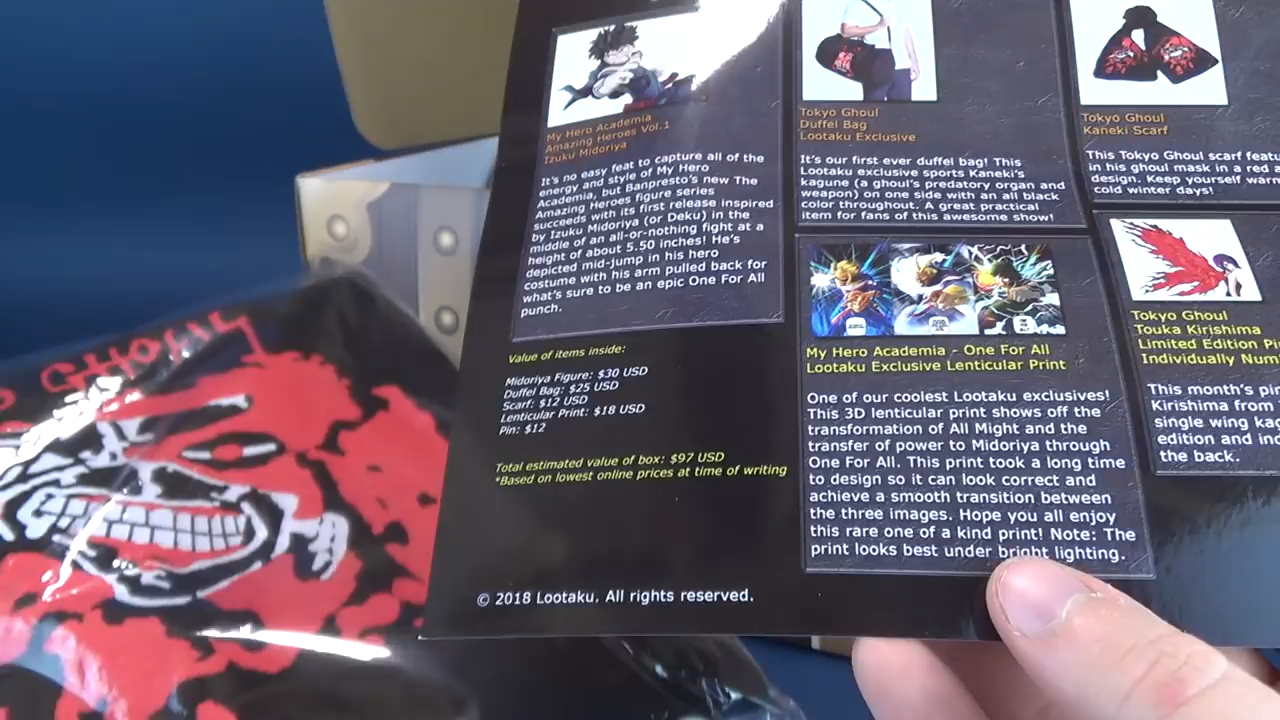 My Hero Academia
Amazing Heroes Vol.1
Izuku Midoriya
It's no easy feat to capture all of the
energy and style of My Hero
Academia, but Banpresto's new The
Amazing Heroes figure series
succeeds with its first release inspired
by Izuku Midoriya (or Deku) in the
middle of an all-or-nothing fight at a
height of about 5.50 inches! He's
depicted mid-jump in his hero
costume with his arm pulled back for
what's sure to be an epic One For All
punch.
Value of items inside:
Midoriya Figure: $30 USD
Duffel Bag: $25 USD
Scarf: $12 USD
Lenticular Print: $18 USD
Pin: $12
Total estimated value of box: $97 USD
*Based on lowest online prices at time of writing
© 2018 Lootaku. All rights reserved.
Tokyo Ghoul
Duffel Bag
Lootaku Exclusive
It's our first ever duffel bag! This
Lootaku exclusive sports Kaneki's
kagune (a ghoul's predatory organ and
weapon) on one side with an all black
color throughout. A great practical
item for fans of this awesome show!
My Hero Academia - One For All
Lootaku Exclusive Lenticular Print
One of our coolest Lootaku exclusives!
This 3D lenticular print shows off the
transformation of All Might and the
transfer of power to Midoriya through
One For All. This print took a long time
to design so it can look correct and
achieve a smooth transition between
the three images. Hope you all enjoy
this rare one of a kind print! Note: The
print looks best under bright lighting.
Tokyo Ghoul
Kaneki Scarf
This Tokyo Ghoul scarf featu
in his ghoul mask in a red a
design. Keep yourself warm
cold winter days!
Tokyo Ghoul
Touka Kirishima
Limited Edition Pi
Individually Num
This month's pin
Kirishima from
single wing kag
edition and ind
the back.
GHOUL